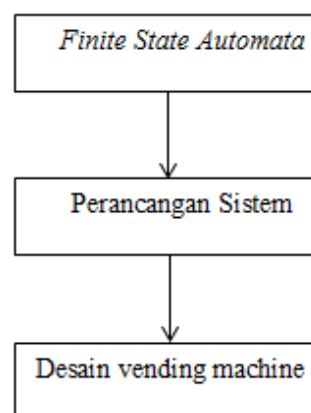 Finite State Automata
Perancangan Sistem
Desain vending machine